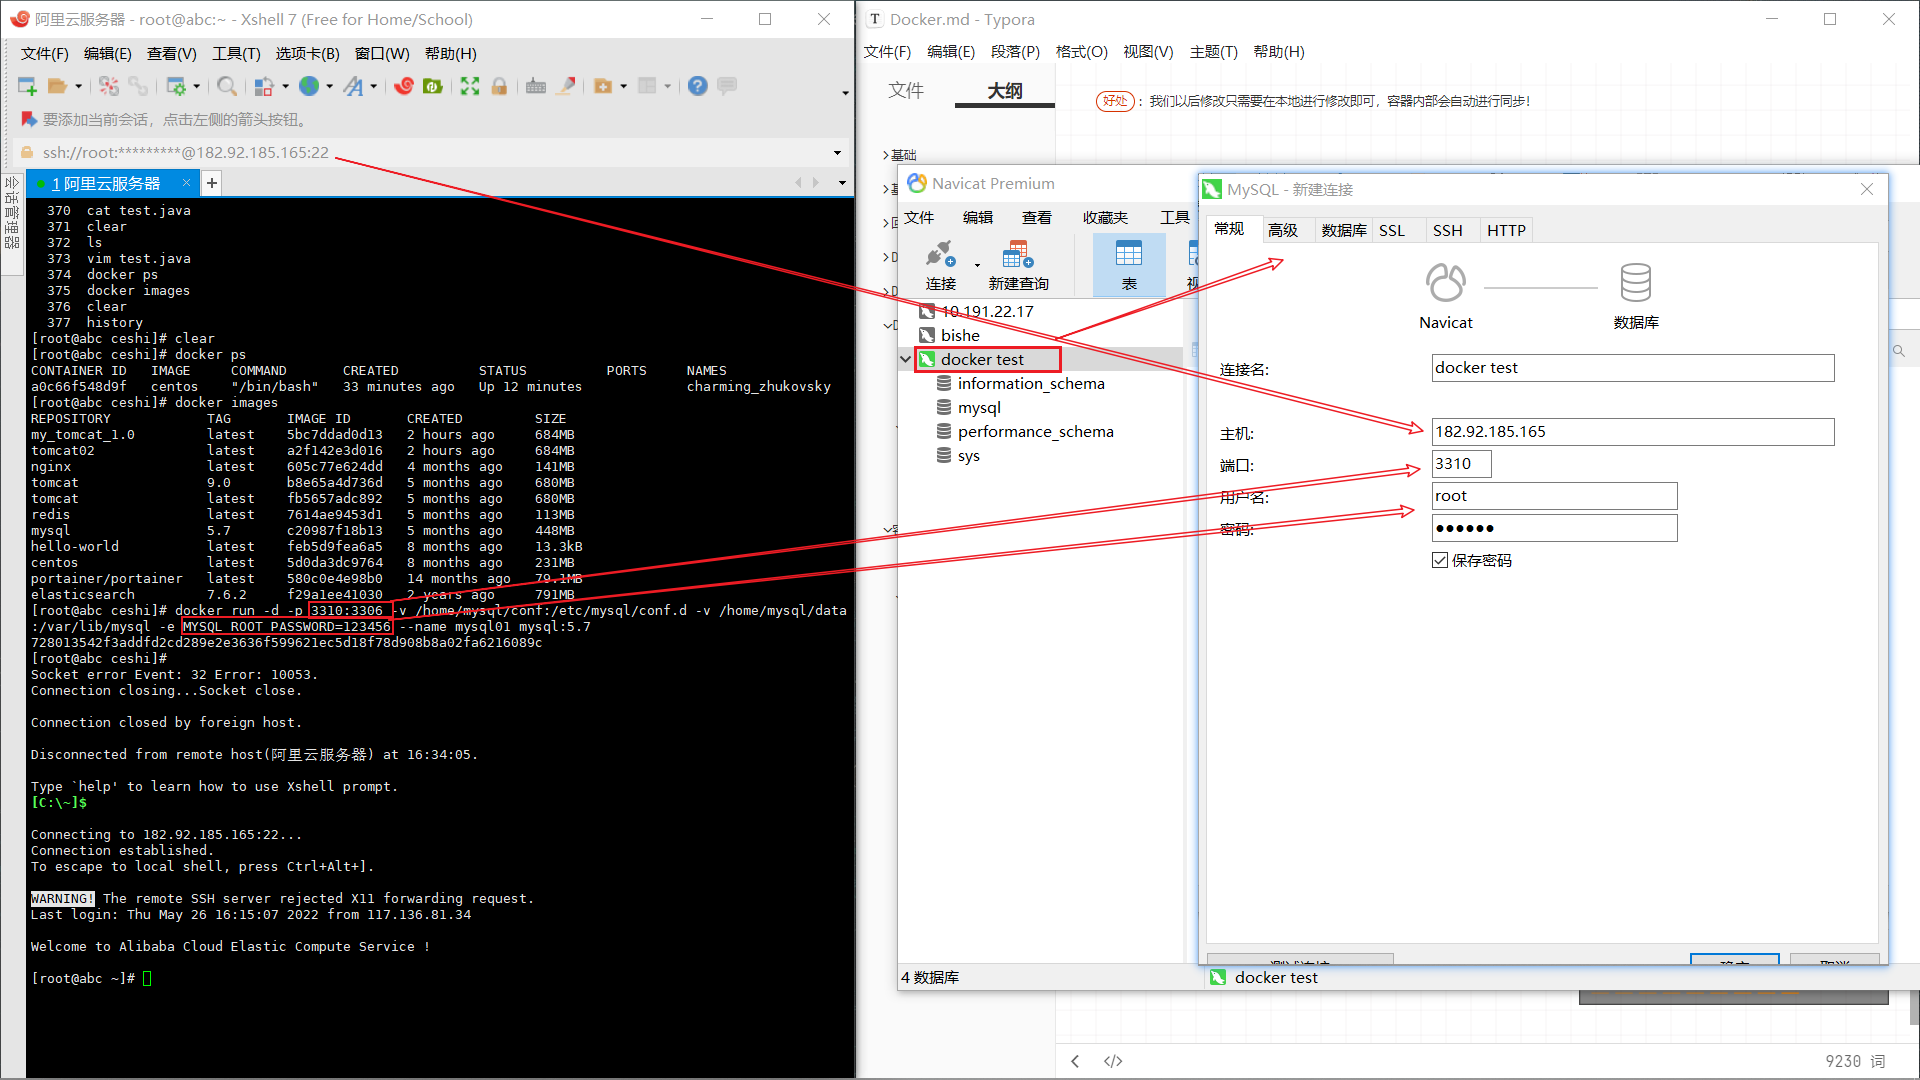 阿里云服务器 - root@abc:~ - Xshell 7 (Free for Home/School)
文件(F) 编辑(E) 查看(V) 工具(T) 选项卡(B) 窗口(W) 帮助(H)
要添加当前会话，点击左侧的箭头按钮。
ssh://root:*********@182.92.185.165:22
会话管理器
1 阿里云服务器
370 cat test.java
371 clear
372 ls
373 vim test.java
374 docker ps
375 docker images
376 clear
377 history
[root@abc ceshi]# clear
[root@abc ceshi]# docker ps
CONTAINER ID IMAGE COMMAND CREATED STATUS PORTS NAMES
a0c66f548d9f centos "/bin/bash" 33 minutes ago Up 12 minutes charming_zhukovsky
[root@abc ceshi]# docker images
REPOSITORY TAG IMAGE ID CREATED SIZE
my_tomcat_1.0 latest 5bc7ddad0d13 2 hours ago 684MB
tomcat02 latest a2f142e3d016 2 hours ago 684MB
nginx latest 605c77e624dd 4 months ago 141MB
tomcat 9.0 b8e65a4d736d 5 months ago 680MB
tomcat latest fb5657adc892 5 months ago 680MB
redis latest 7614ae9453d1 5 months ago 113MB
mysql 5.7 c20987f18b13 5 months ago 448MB
hello-world latest feb5d9fea6a5 8 months ago 13.3kB
centos latest 5d0da3dc9764 8 months ago 231MB
portainer/portainer latest 580c0e4e98b0 14 months ago 79.1MB
elasticsearch 7.6.2 f29a1ee41030 2 years ago 791MB
[root@abc ceshi]# docker run -d -p 3310:3306 -v /home/mysql/conf:/etc/mysql/conf.d -v /home/mysql/data
:/var/lib/mysql -e MYSQL_ROOT_PASSWORD=123456 --name mysql01 mysql:5.7
728013542f3addfd2cd289e2e3636f599621ec5d18f78d908b8a02fa6216089c
[root@abc ceshi]#
Socket error Event: 32 Error: 10053.
Connection closing...Socket close.
Connection closed by foreign host.
Disconnected from remote host(阿里云服务器) at 16:34:05.
Type `help' to learn how to use Xshell prompt.
[C:\~]$
Connecting to 182.92.185.165:22...
Connection established.
To escape to local shell, press Ctrl+Alt+].
WARNING! The remote SSH server rejected X11 forwarding request.
Last login: Thu May 26 16:15:07 2022 from 117.136.81.34
Welcome to Alibaba Cloud Elastic Compute Service !
[root@abc ~]#
Docker.md - Typora
文件(F) 编辑(E) 段落(P) 格式(O) 视图(V) 主题(T) 帮助(H)
文件 大纲
好处：我们以后修改只需要在本地进行修改即可，容器内部会自动进行同步！
基础
Navicat Premium
文件 编辑 查看 收藏夹 工具
连接 新建查询 表
10.191.22.17
bishe
docker test
information_schema
mysql
performance_schema
sys
4 数据库
docker test
MySQL - 新建连接
常规 高级 数据库 SSL SSH HTTP
Navicat 数据库
连接名: docker test
主机: 182.92.185.165
端口: 3310
用户名: root
密码: ●●●●●●
保存密码
测试连接 确定 取消
</> 9230 词